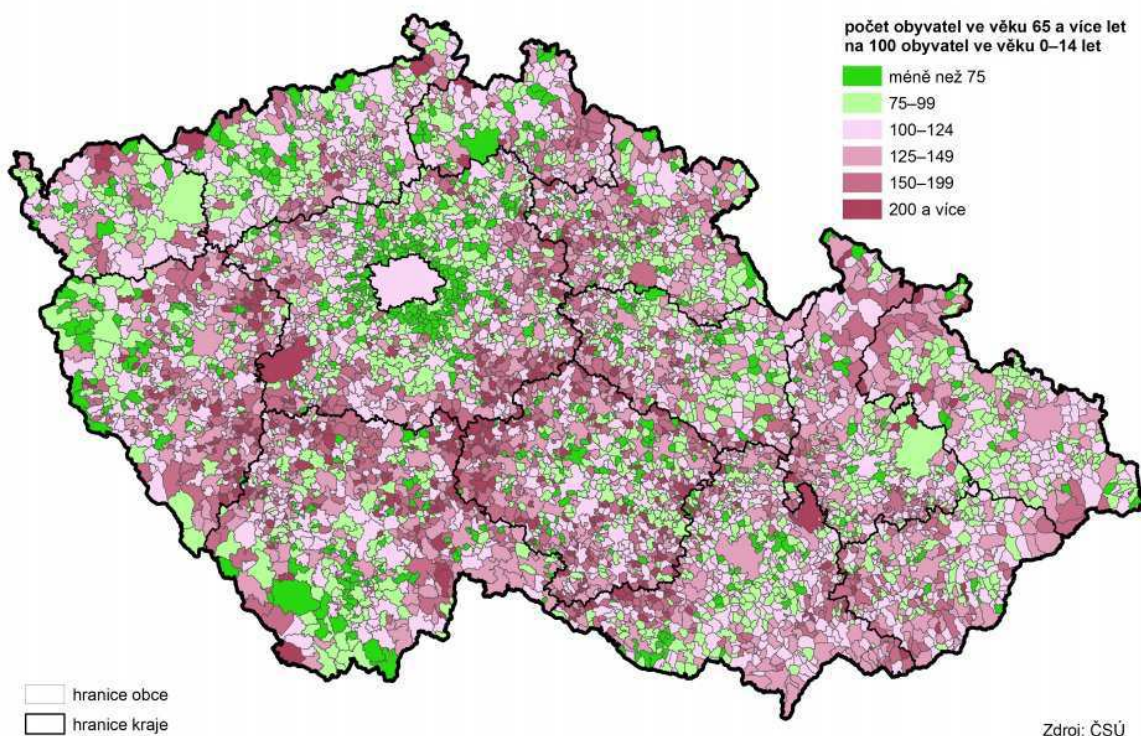 počet obyvatel ve věku 65 a více let
na 100 obyvatel ve věku 0–14 let
méně než 75
75–99
100–124
125–149
150–199
200 a více
hranice obce
hranice kraje
Zdroj: ČSÚ